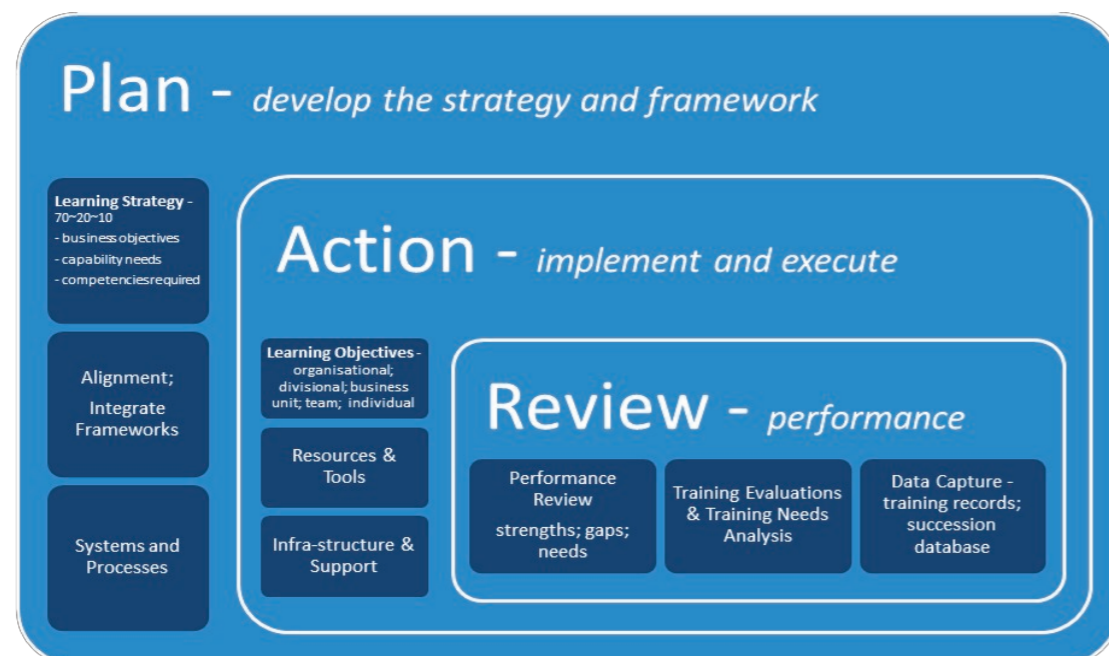 Plan - develop the strategy and framework
Learning Strategy -
70~20~10
- business objectives
- capability needs
- competenciesrequired
Alignment;
Integrate
Frameworks
Systems and
Processes
Action - implement and execute
Learning Objectives -
organisational;
divisional; business
unit; team; individual
Resources &
Tools
Infra-structure &
Support
Review - performance
Performance
Review
strengths; gaps;
needs
Training Evaluations
& Training Needs
Analysis
Data Capture -
training records;
succession
database